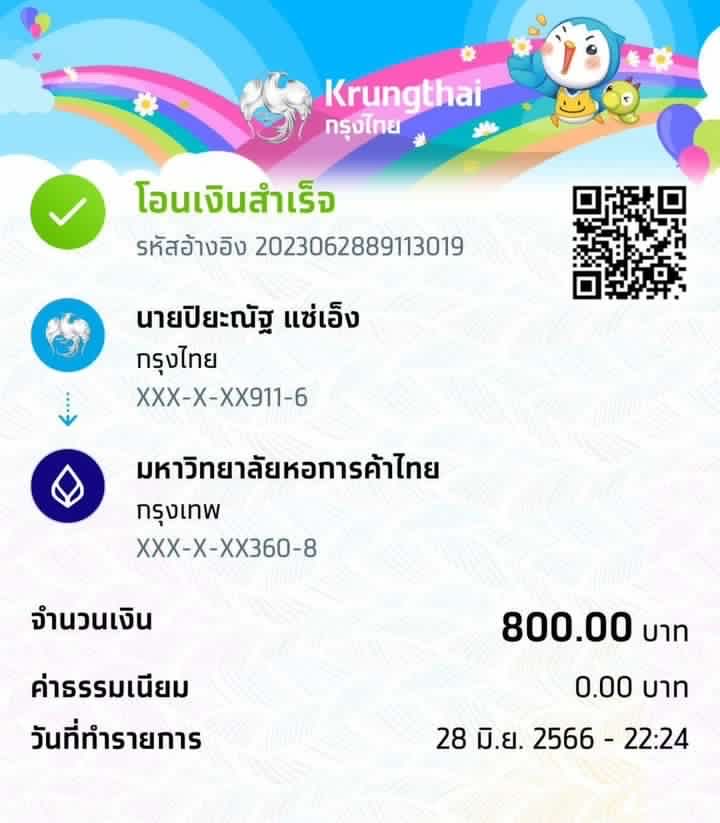 Krungthai
กรุงไทย
โอนเงินสำเร็จ
รหัสอ้างอิง 2023062889113019
นายปิยะณัฐ แซ่เอ็ง
กรุงไทย
XXX-X-XX911-6
มหาวิทยาลัยหอการค้าไทย
กรุงเทพ
XXX-X-XX360-8
จำนวนเงิน 800.00 บาท
ค่าธรรมเนียม 0.00 บาท
วันที่ทำรายการ 28 มิ.ย. 2566 - 22:24